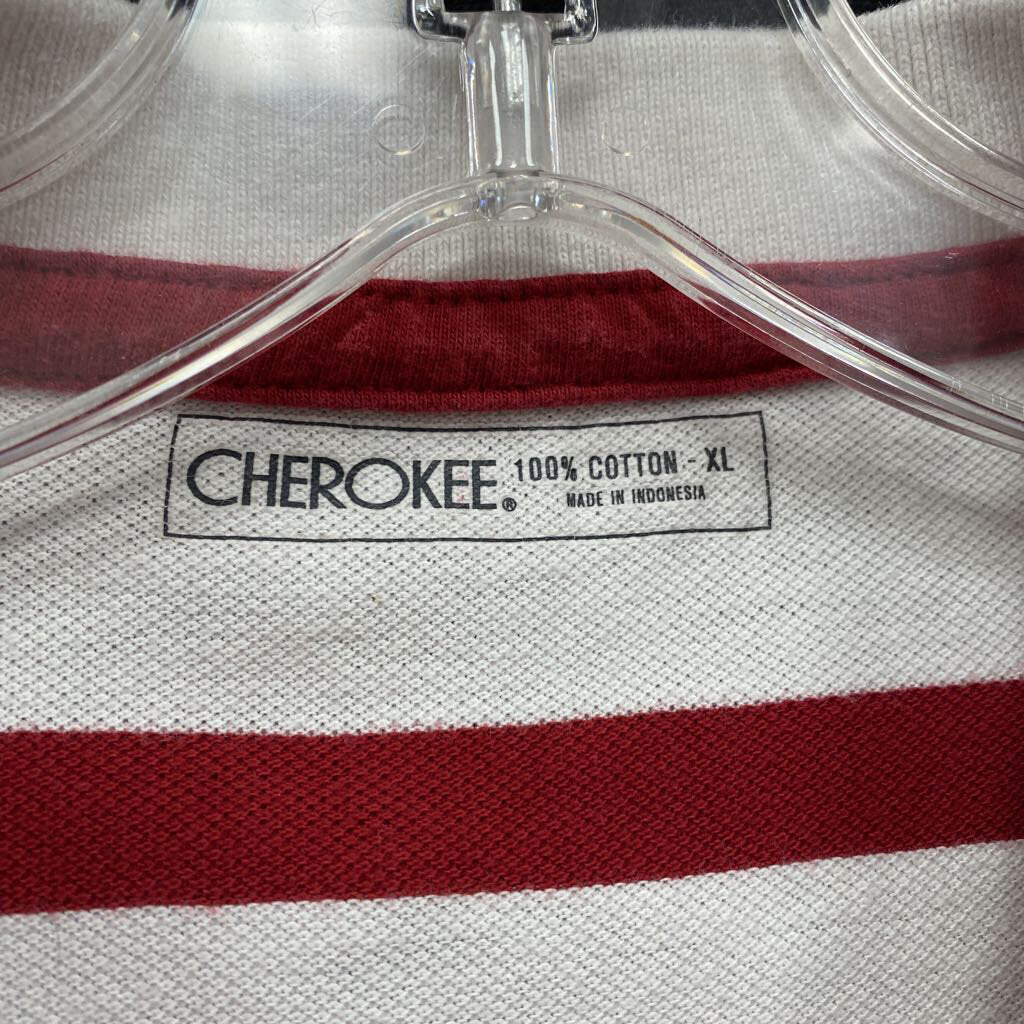 CHEROKEE® 100% COTTON - XL
MADE IN INDONESIA